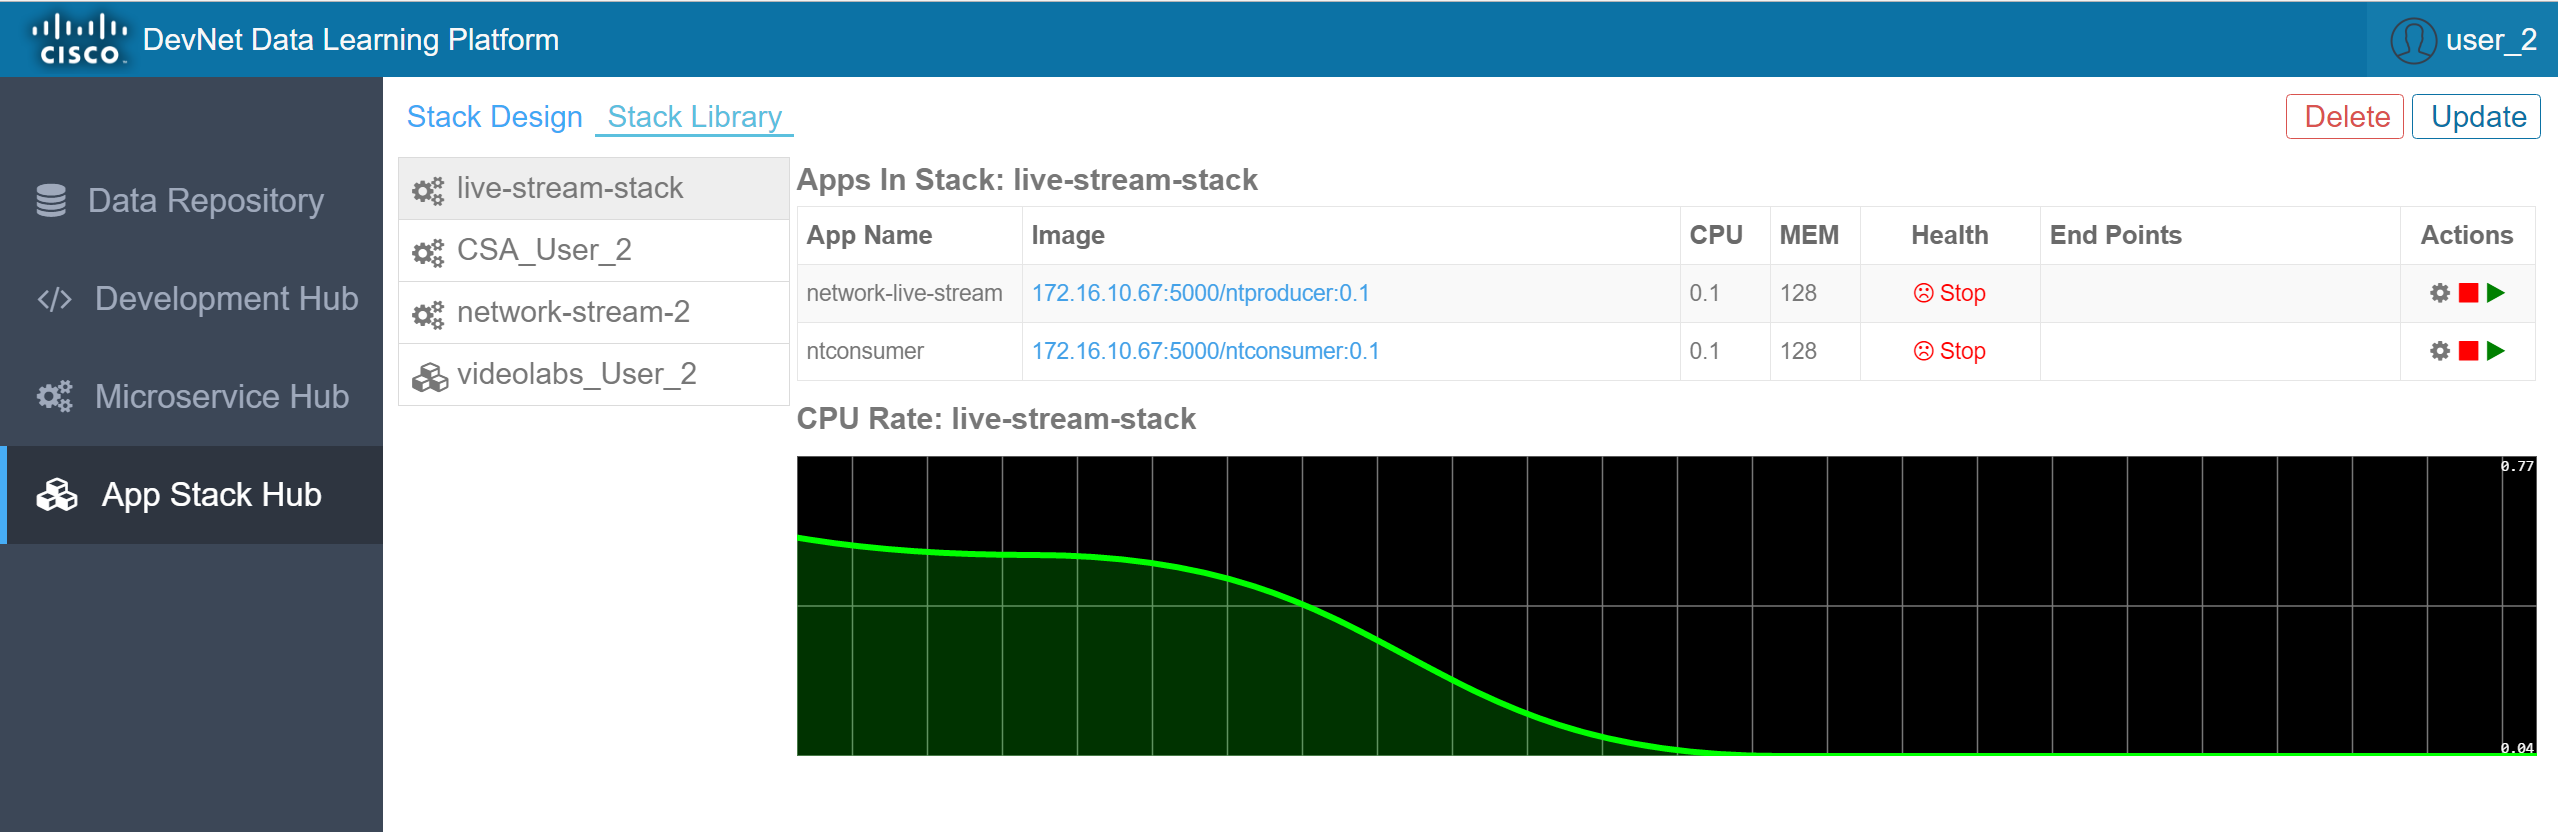 CISCO DevNet Data Learning Platform user_2
Stack Design Stack Library Delete Update
Data Repository
Development Hub
Microservice Hub
App Stack Hub
live-stream-stack
CSA_User_2
network-stream-2
videolabs_User_2
Apps In Stack: live-stream-stack
App Name Image CPU MEM Health End Points Actions
network-live-stream 172.16.10.67:5000/ntproducer:0.1 0.1 128 Stop
ntconsumer 172.16.10.67:5000/ntconsumer:0.1 0.1 128 Stop
CPU Rate: live-stream-stack
0.77
0.04